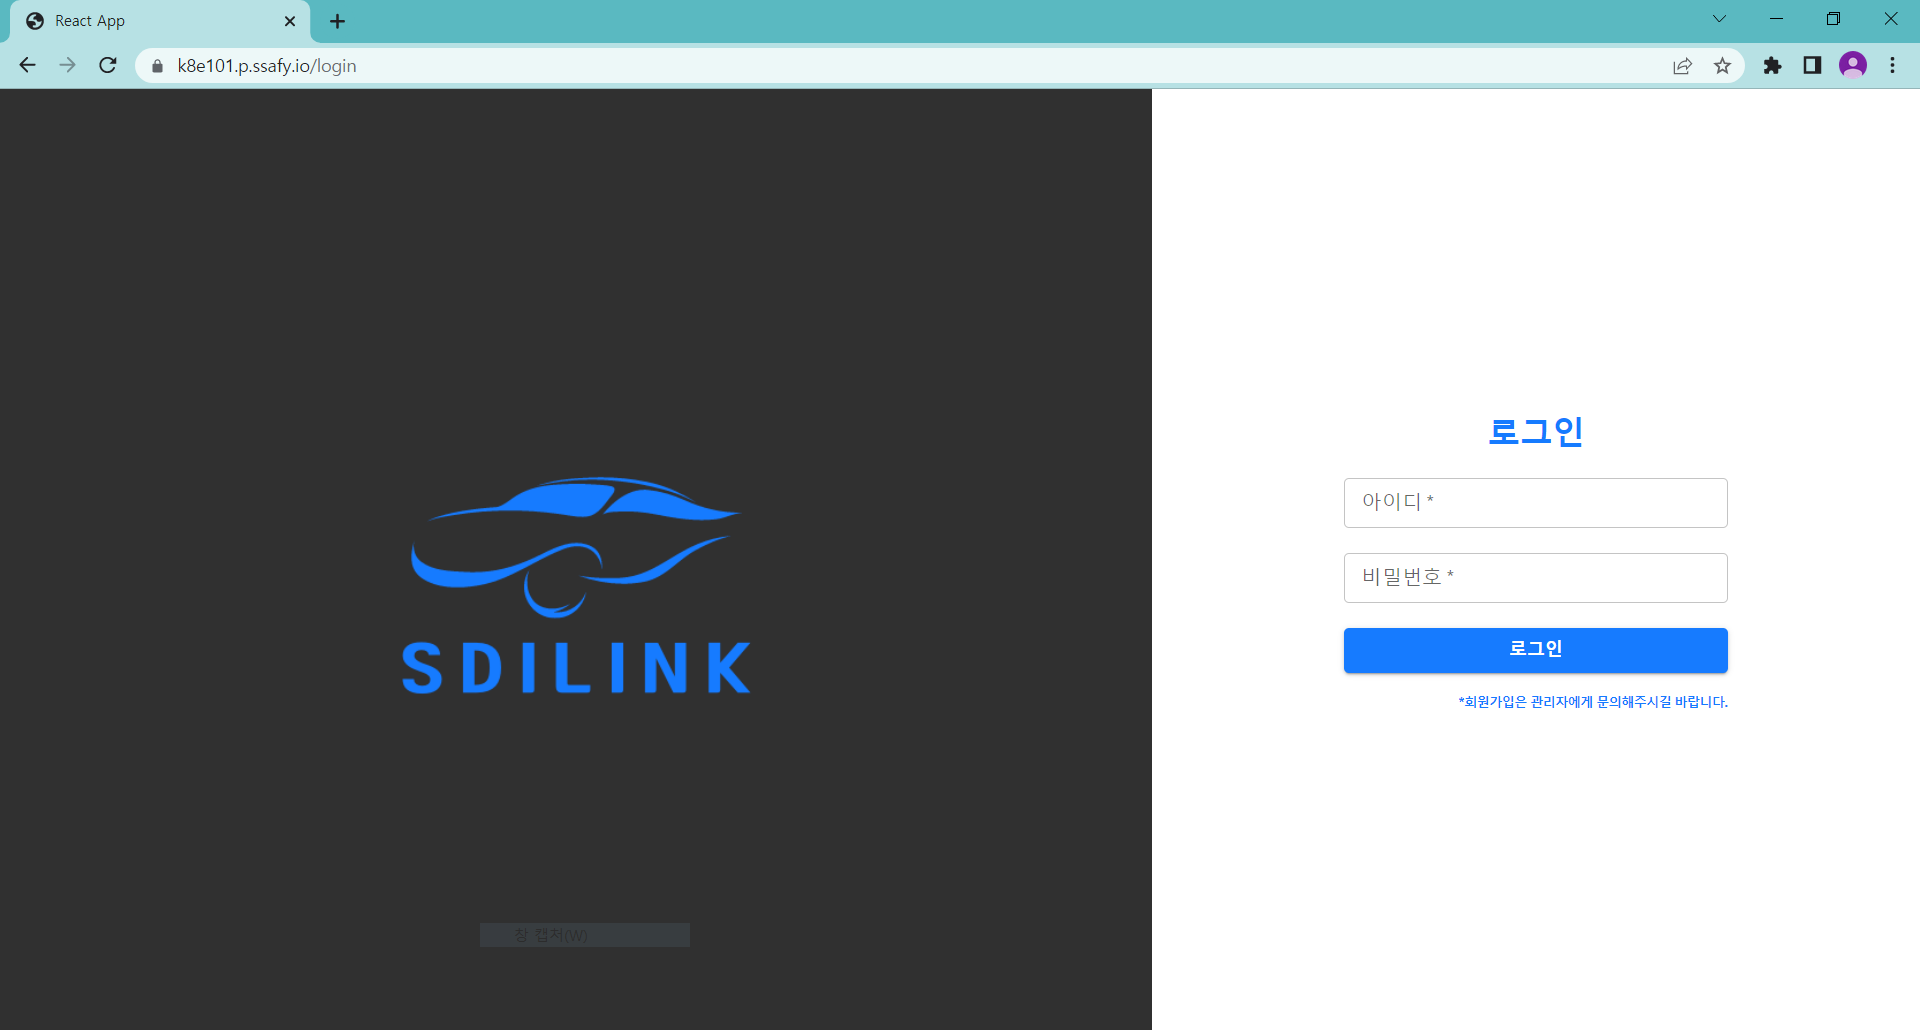 React App
k8e101.p.ssafy.io/login
SDILINK
창 캡처(W)
로그인
아이디 *
비밀번호 *
로그인
*회원가입은 관리자에게 문의해주시길 바랍니다.